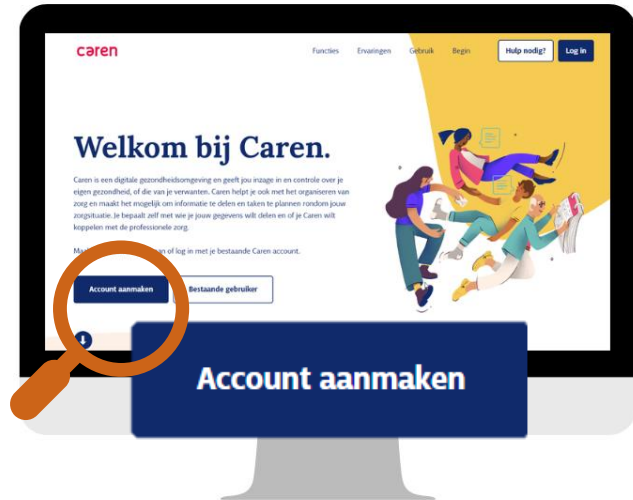 caren
Functies Ervaringen Gebruik Begin Hulp nodig? Log in
Welkom bij Caren.
Caren is een digitale gezondheidsomgeving en geeft jou inzage in en controle over je
eigen gezondheid, of die van je verwanten. Caren helpt je ook met het organiseren van
zorg en maakt het mogelijk om informatie te delen en taken te plannen rondom jouw
zorgsituatie. Je bepaalt zelf met wie je jouw gegevens wilt delen en of je Caren wilt
koppelen met de professionele zorg.
an of log in met je bestaande Caren account.
Account aanmaken Bestaande gebruiker
Account aanmaken